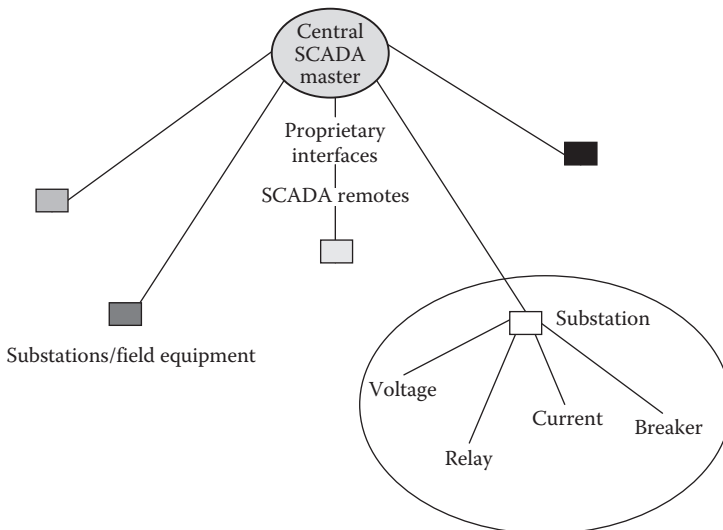 Central
SCADA
master
Proprietary
interfaces
SCADA remotes
Substations/field equipment
Substation
Voltage
Current
Breaker
Relay